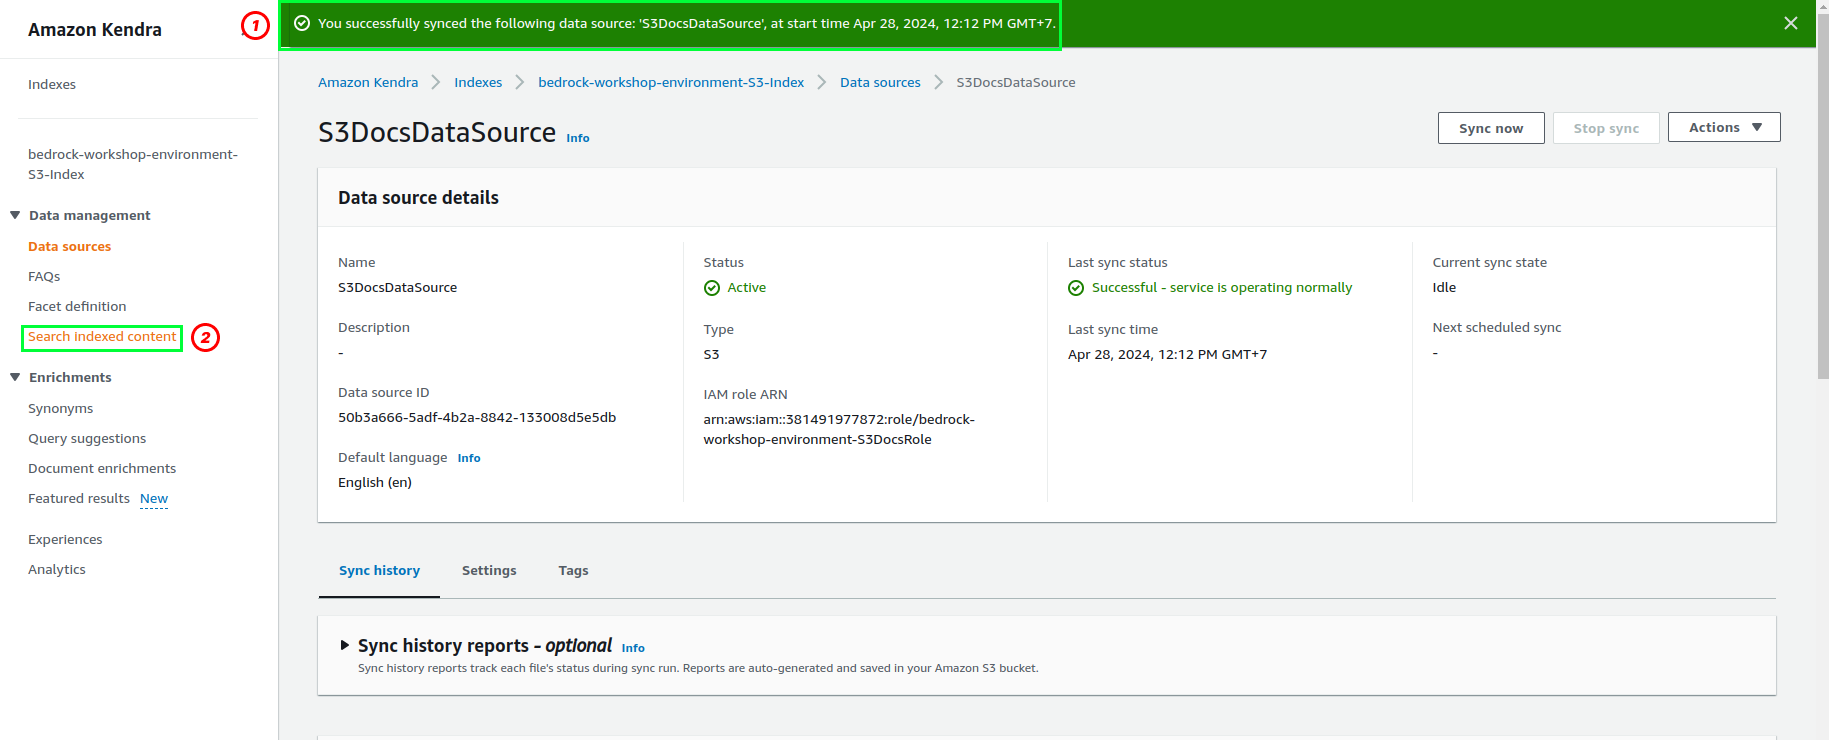 Amazon Kendra
1
You successfully synced the following data source: 'S3DocsDataSource', at start time Apr 28, 2024, 12:12 PM GMT+7.
Indexes
bedrock-workshop-environment-
S3-Index
Data management
Data sources
FAQs
Facet definition
Search indexed content
2
Enrichments
Synonyms
Query suggestions
Document enrichments
Featured results New
Experiences
Analytics
Amazon Kendra
Indexes
bedrock-workshop-environment-S3-Index
Data sources
S3DocsDataSource
S3DocsDataSource Info
Sync now
Stop sync
Actions
Data source details
Name
S3DocsDataSource
Description
-
Data source ID
50b3a666-5adf-4b2a-8842-133008d5e5db
Default language Info
English (en)
Status
Active
Type
S3
IAM role ARN
arn:aws:iam::381491977872:role/bedrock-
workshop-environment-S3DocsRole
Last sync status
Successful - service is operating normally
Last sync time
Apr 28, 2024, 12:12 PM GMT+7
Current sync state
Idle
Next scheduled sync
-
Sync history
Settings
Tags
Sync history reports - optional Info
Sync history reports track each file's status during sync run. Reports are auto-generated and saved in your Amazon S3 bucket.